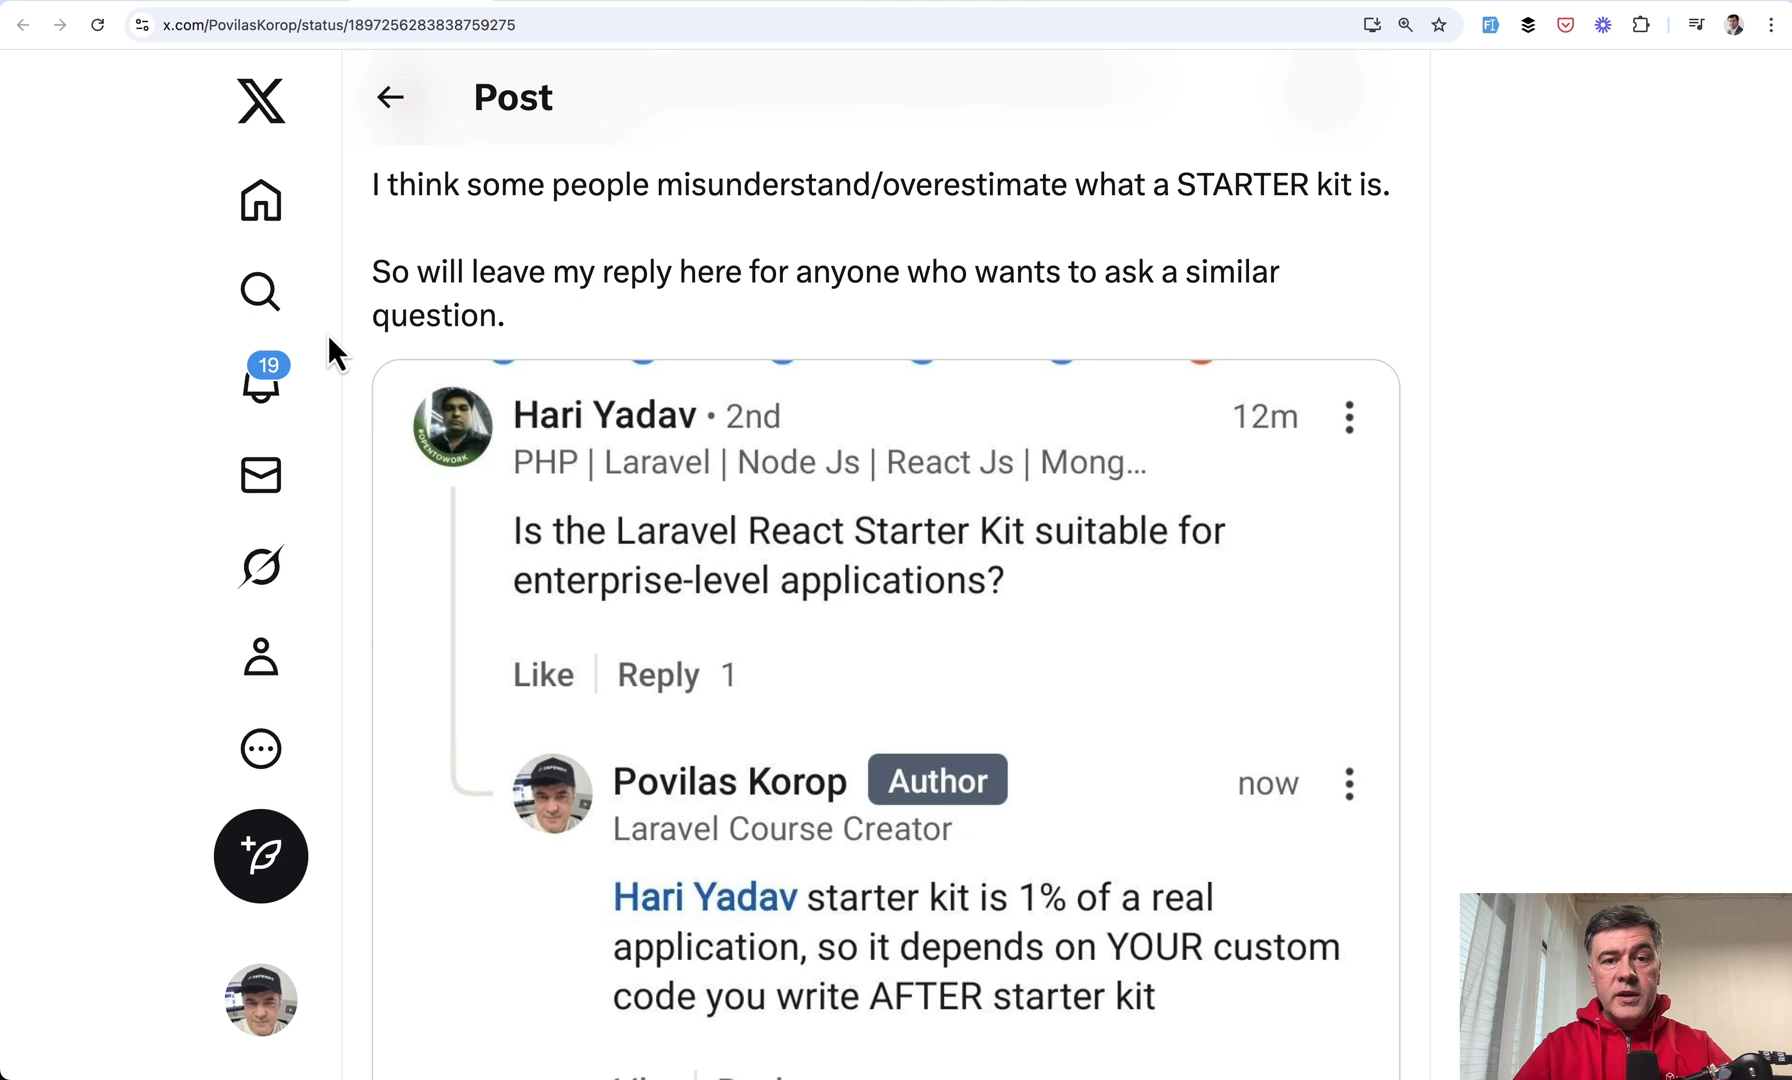 x.com/PovilasKorop/status/1897256283838759275
Post
I think some people misunderstand/overestimate what a STARTER kit is.
So will leave my reply here for anyone who wants to ask a similar
question.
19
Hari Yadav • 2nd
12m
PHP | Laravel | Node Js | React Js | Mong...
#OPENTOWORK
Is the Laravel React Starter Kit suitable for
enterprise-level applications?
Like
Reply 1
Povilas Korop
Author
now
Laravel Course Creator
Hari Yadav starter kit is 1% of a real
application, so it depends on YOUR custom
code you write AFTER starter kit